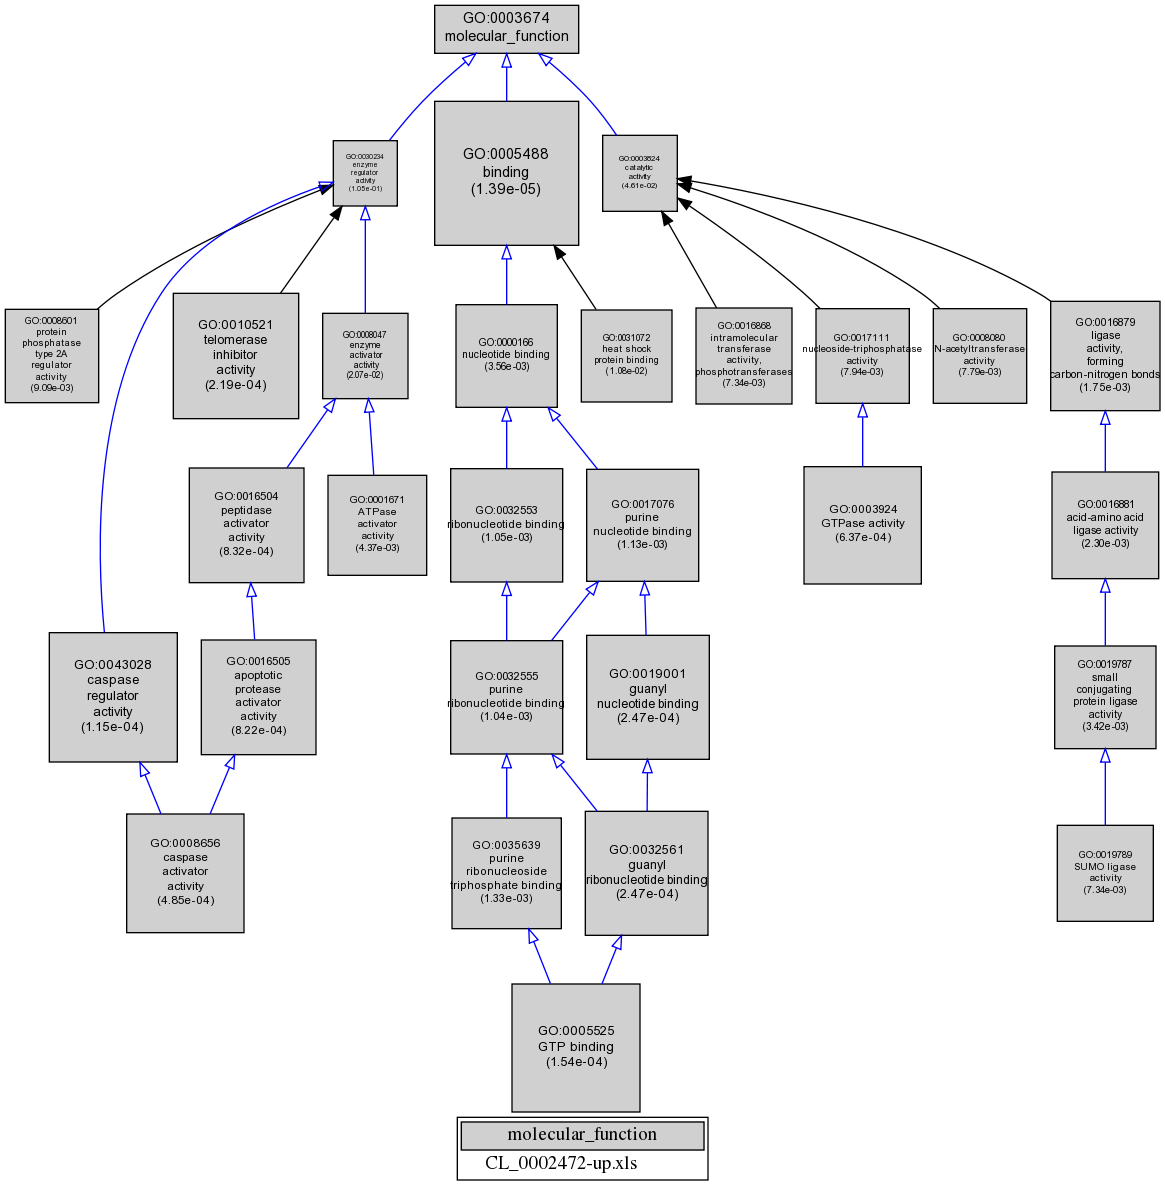 GO:0003674
molecular_function
GO:0005488
binding
(1.39e-05)
GO:0030234
enzyme
regulator
activity
(1.05e-01)
GO:0003824
catalytic
activity
(4.61e-02)
GO:0008601
protein
phosphatase
type 2A
regulator
activity
(9.09e-03)
GO:0010521
telomerase
inhibitor
activity
(2.19e-04)
GO:0008047
enzyme
activator
activity
(2.07e-02)
GO:0000166
nucleotide binding
(3.56e-03)
GO:0031072
heat shock
protein binding
(1.08e-02)
GO:0016868
intramolecular
transferase
activity,
phosphotransferases
(7.34e-03)
GO:0017111
nucleoside-triphosphatase
activity
(7.94e-03)
GO:0008080
N-acetyltransferase
activity
(7.79e-03)
GO:0016879
ligase
activity,
forming
carbon-nitrogen bonds
(1.75e-03)
GO:0016504
peptidase
activator
activity
(8.32e-04)
GO:0001671
ATPase
activator
activity
(4.37e-03)
GO:0032553
ribonucleotide binding
(1.05e-03)
GO:0017076
purine
nucleotide binding
(1.13e-03)
GO:0003924
GTPase activity
(6.37e-04)
GO:0016881
acid-amino acid
ligase activity
(2.30e-03)
GO:0043028
caspase
regulator
activity
(1.15e-04)
GO:0016505
apoptotic
protease
activator
activity
(8.22e-04)
GO:0032555
purine
ribonucleotide binding
(1.04e-03)
GO:0019001
guanyl
nucleotide binding
(2.47e-04)
GO:0019787
small
conjugating
protein ligase
activity
(3.42e-03)
GO:0008656
caspase
activator
activity
(4.85e-04)
GO:0035639
purine
ribonucleoside
triphosphate binding
(1.33e-03)
GO:0032561
guanyl
ribonucleotide binding
(2.47e-04)
GO:0019789
SUMO ligase
activity
(7.34e-03)
GO:0005525
GTP binding
(1.54e-04)
molecular_function
CL_0002472-up.xls